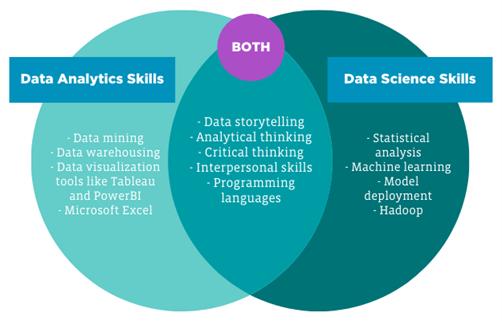 BOTH
Data Analytics Skills
- Data mining
- Data warehousing
- Data visualization
tools like Tableau
and PowerBI
- Microsoft Excel
- Data storytelling
- Analytical thinking
- Critical thinking
- Interpersonal skills
- Programming
languages
Data Science Skills
- Statistical
analysis
- Machine learning
- Model
deployment
- Hadoop